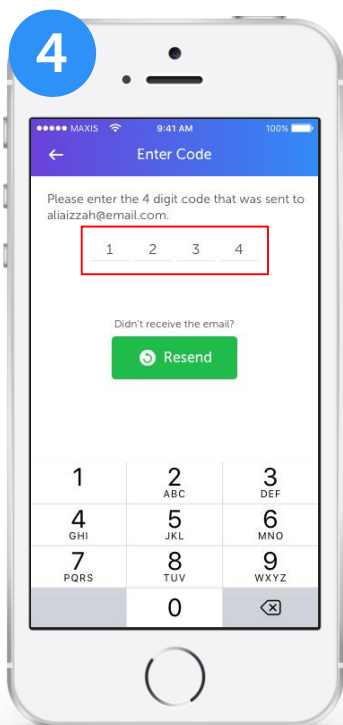 4
MAXIS 9:41 AM 100%
Enter Code
Please enter the 4 digit code that was sent to
aliaizzah@email.com.
1 2 3 4
Didn't receive the email?
Resend
1 2 3
ABC DEF
4 5 6
GHI JKL MNO
7 8 9
PQRS TUV WXYZ
0